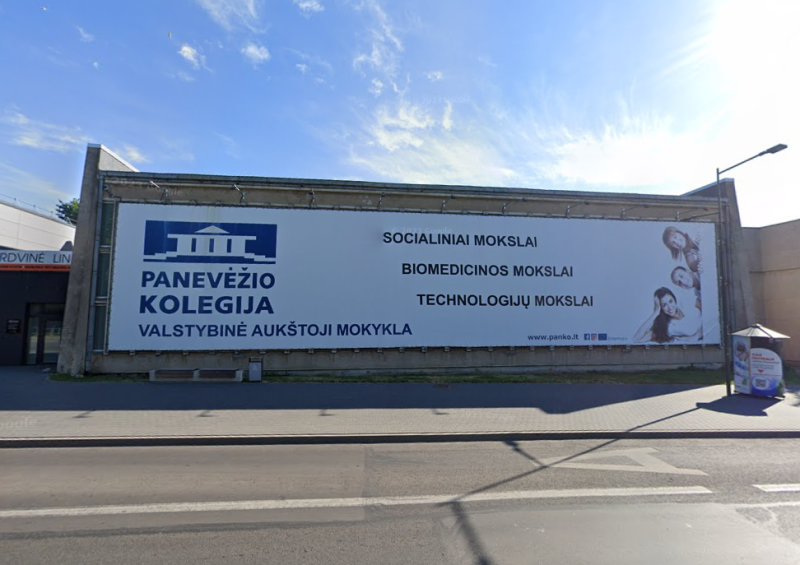 RDVINĖ LIN
PANEVĖŽIO
KOLEGIJA
VALSTYBINĖ AUKŠTOJI MOKYKLA
SOCIALINIAI MOKSLAI
BIOMEDICINOS MOKSLAI
TECHNOLOGIJŲ MOKSLAI
www.panko.lt